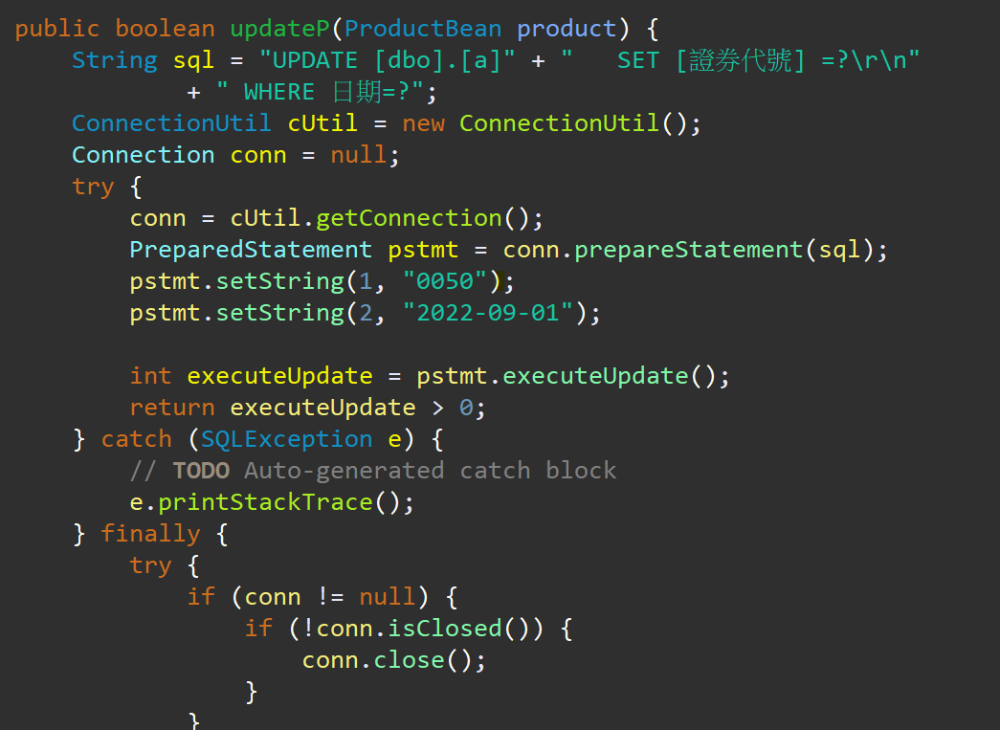 public boolean updateP(ProductBean product) {
    String sql = "UPDATE [dbo].[a]" + "   SET [證券代號] =?\r\n"
            + " WHERE 日期=?";
    ConnectionUtil cUtil = new ConnectionUtil();
    Connection conn = null;
    try {
        conn = cUtil.getConnection();
        PreparedStatement pstmt = conn.prepareStatement(sql);
        pstmt.setString(1, "0050");
        pstmt.setString(2, "2022-09-01");

        int executeUpdate = pstmt.executeUpdate();
        return executeUpdate > 0;
    } catch (SQLException e) {
        // TODO Auto-generated catch block
        e.printStackTrace();
    } finally {
        try {
            if (conn != null) {
                if (!conn.isClosed()) {
                    conn.close();
                }
            }